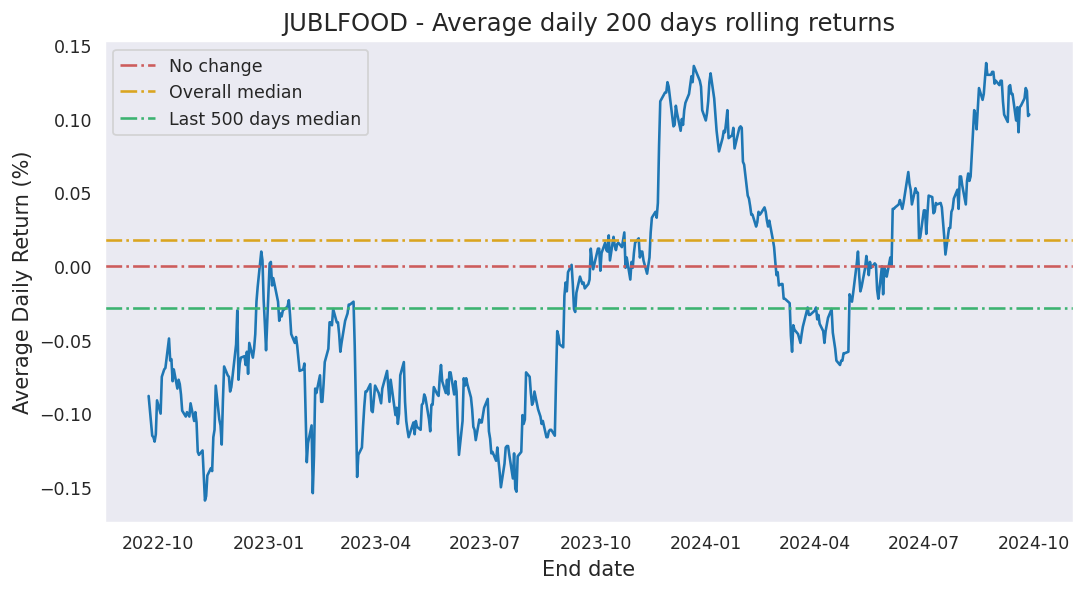 JUBLFOOD - Average daily 200 days rolling returns
Average Daily Return (%)
0.15
0.10
0.05
0.00
−0.05
−0.10
−0.15
No change
Overall median
Last 500 days median
2022-10 2023-01 2023-04 2023-07 2023-10 2024-01 2024-04 2024-07 2024-10
End date